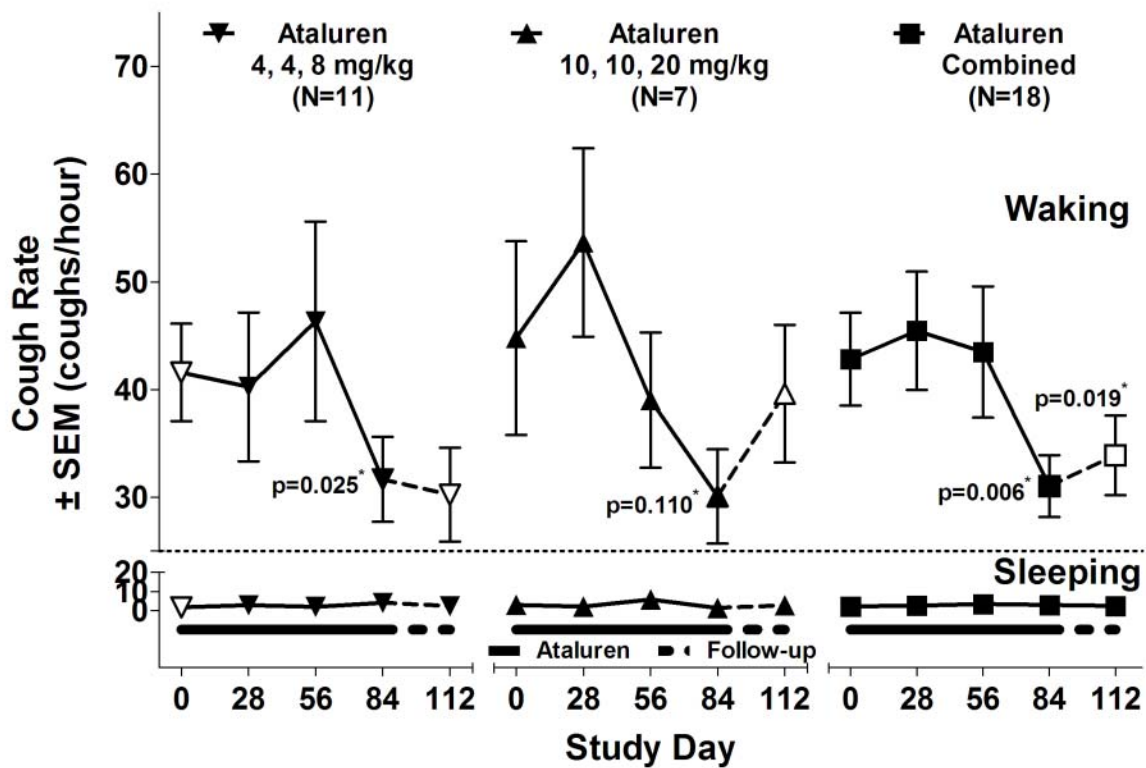 Ataluren
4, 4, 8 mg/kg
(N=11)
Ataluren
10, 10, 20 mg/kg
(N=7)
Ataluren
Combined
(N=18)
Cough Rate
± SEM (coughs/hour)
70
60
50
40
30
20
10
0
Waking
p=0.025*
p=0.110*
p=0.006*
p=0.019*
Sleeping
Ataluren Follow-up
0 28 56 84 112 0 28 56 84 112 0 28 56 84 112
Study Day